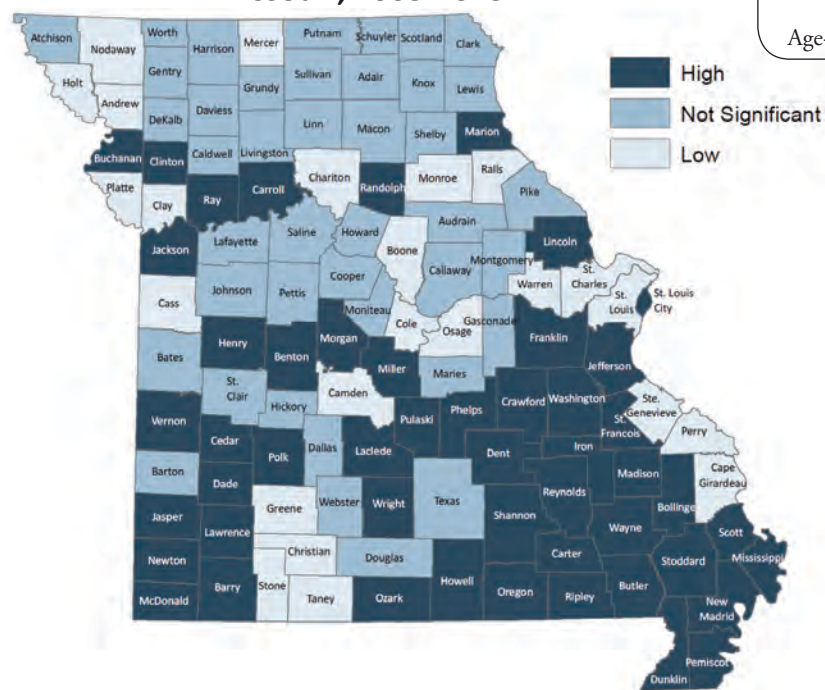 Age-
High
Not Significant
Low
Atchison
Nodaway
Worth
Harrison
Mercer
Putnam
Schuyler
Scotland
Clark
Holt
Gentry
Sullivan
Adair
Knox
Lewis
Andrew
DeKalb
Daviess
Grundy
Linn
Macon
Shelby
Marion
Buchanan
Clinton
Caldwell
Livingston
Chariton
Randolph
Monroe
Ralls
Platte
Clay
Ray
Carroll
Pike
Jackson
Lafayette
Saline
Howard
Boone
Audrain
Lincoln
Cass
Johnson
Pettis
Cooper
Callaway
Montgomery
Warren
St.
Charles
St.
Louis
St. Louis
City
Moniteau
Cole
Osage
Gasconade
Franklin
Bates
Henry
Benton
Morgan
Miller
Maries
Jefferson
St.
Clair
Hickory
Camden
Pulaski
Phelps
Crawford
Washington
Ste.
Genevieve
St.
Francois
Perry
Vernon
Cedar
Polk
Dallas
Laclede
Dent
Iron
Madison
Cape
Girardeau
Barton
Dade
Greene
Webster
Wright
Texas
Shannon
Reynolds
Wayne
Bollinge
Scott
Jasper
Lawrence
Christian
Douglas
Carter
Stoddard
Mississippi
Newton
Barry
Stone
Taney
Ozark
Howell
Oregon
Ripley
Butler
New
Madrid
McDonald
Pemiscot
Dunklin